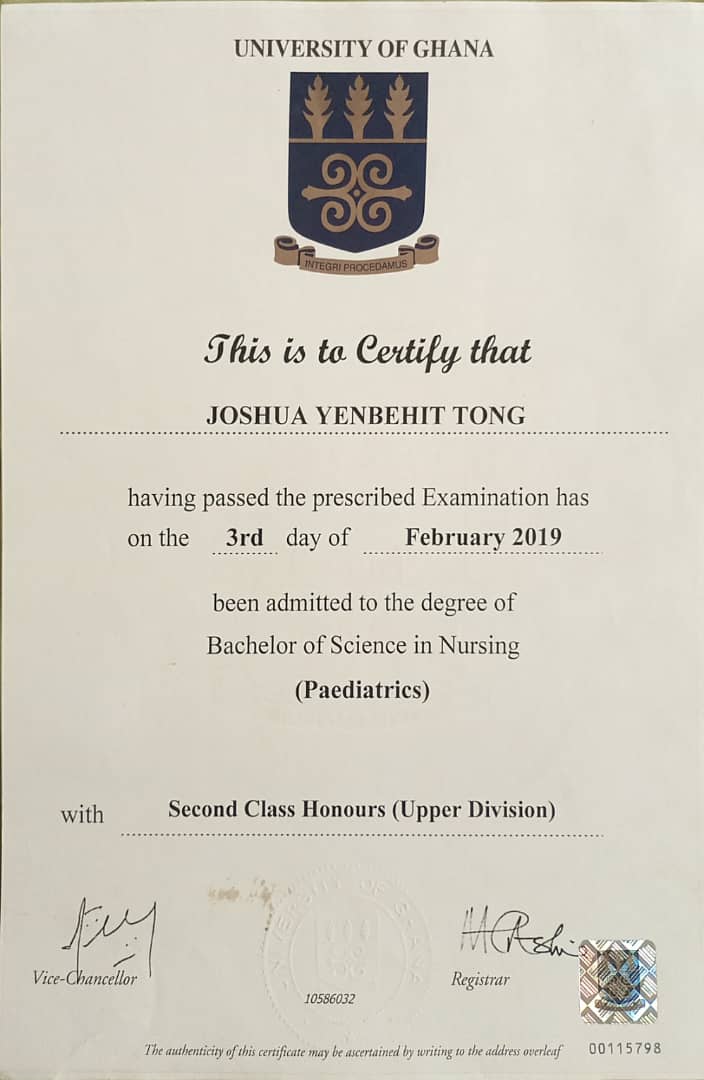 UNIVERSITY OF GHANA
INTEGRI PROCEDAMUS
This is to Certify that
JOSHUA YENBEHIT TONG
having passed the prescribed Examination has
on the 3rd day of February 2019
been admitted to the degree of
Bachelor of Science in Nursing
(Paediatrics)
with Second Class Honours (Upper Division)
UNIVERSITY OF GHANA
Vice-Chancellor
Registrar
10586032
The authenticity of this certificate may be ascertained by writing to the address overleaf
00115798